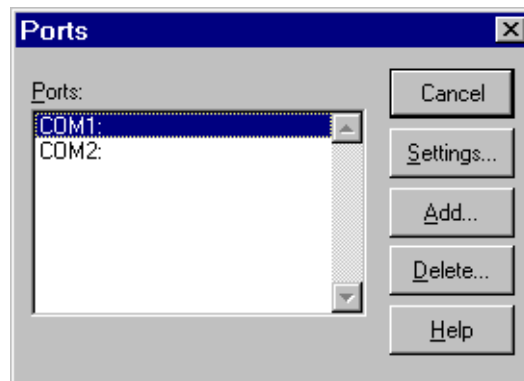 Ports
Ports:
COM1:
COM2:
Cancel
Settings...
Add...
Delete...
Help